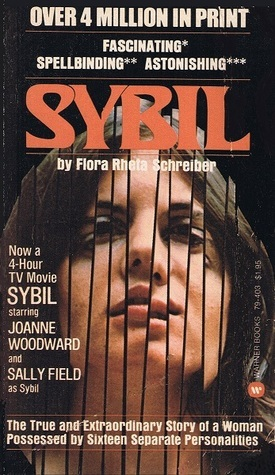 OVER 4 MILLION IN PRINT
FASCINATING*
SPELLBINDING** ASTONISHING***
SYBIL
by Flora Rheta Schreiber
Now a
4-Hour
TV Movie
SYBIL
starring
JOANNE
WOODWARD
and
SALLY FIELD
as Sybil
WARNER BOOKS 79-403 $1.95
The True and Extraordinary Story of a Woman
Possessed by Sixteen Separate Personalities